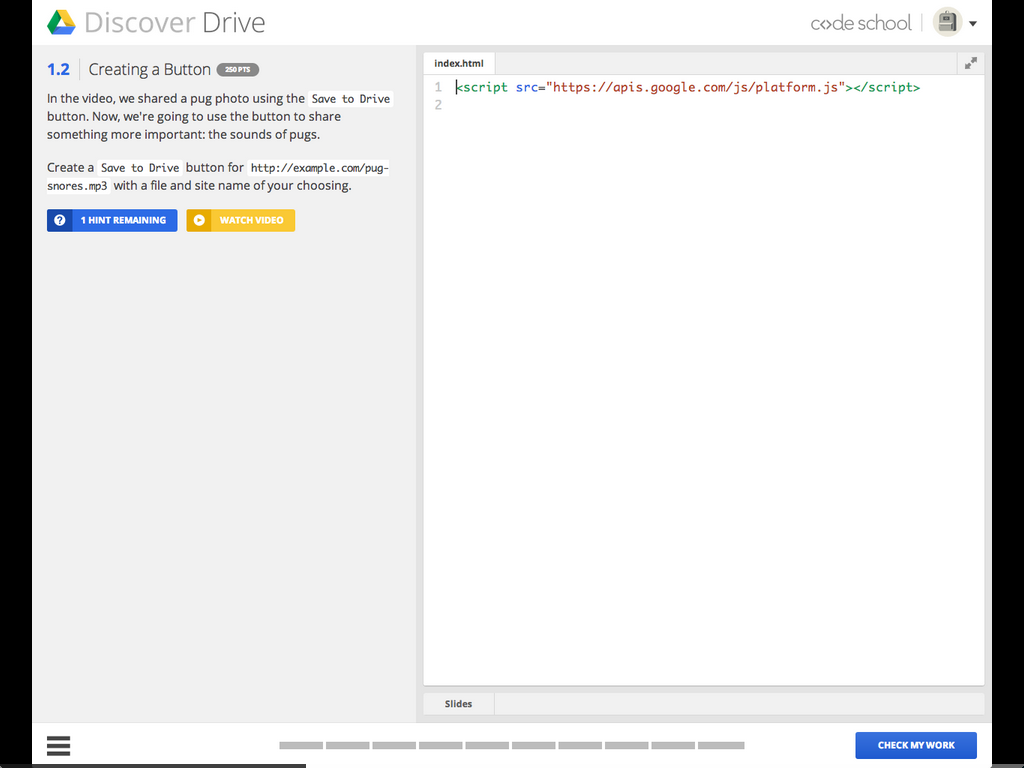 Discover Drive
code school
1.2 Creating a Button 250 PTS
In the video, we shared a pug photo using the Save to Drive
button. Now, we're going to use the button to share
something more important: the sounds of pugs.
Create a Save to Drive button for http://example.com/pug-
snores.mp3 with a file and site name of your choosing.
? 1 HINT REMAINING
WATCH VIDEO
index.html
1 <script src="https://apis.google.com/js/platform.js"></script>
2
Slides
CHECK MY WORK